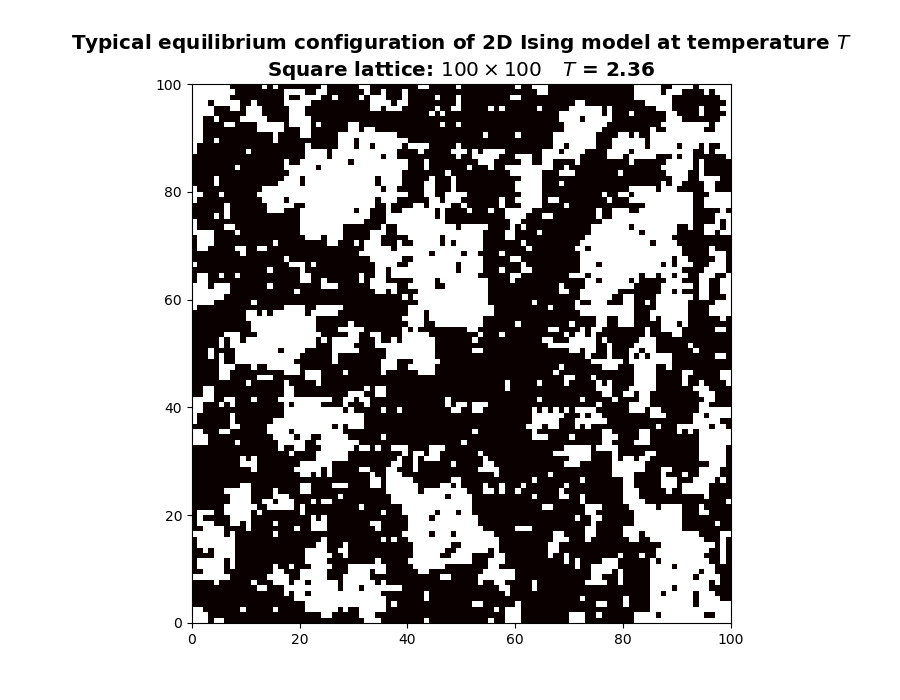 Typical equilibrium configuration of 2D Ising model at temperature T
Square lattice: 100 × 100 T = 2.36
100
80
60
40
20
0
0 20 40 60 80 100